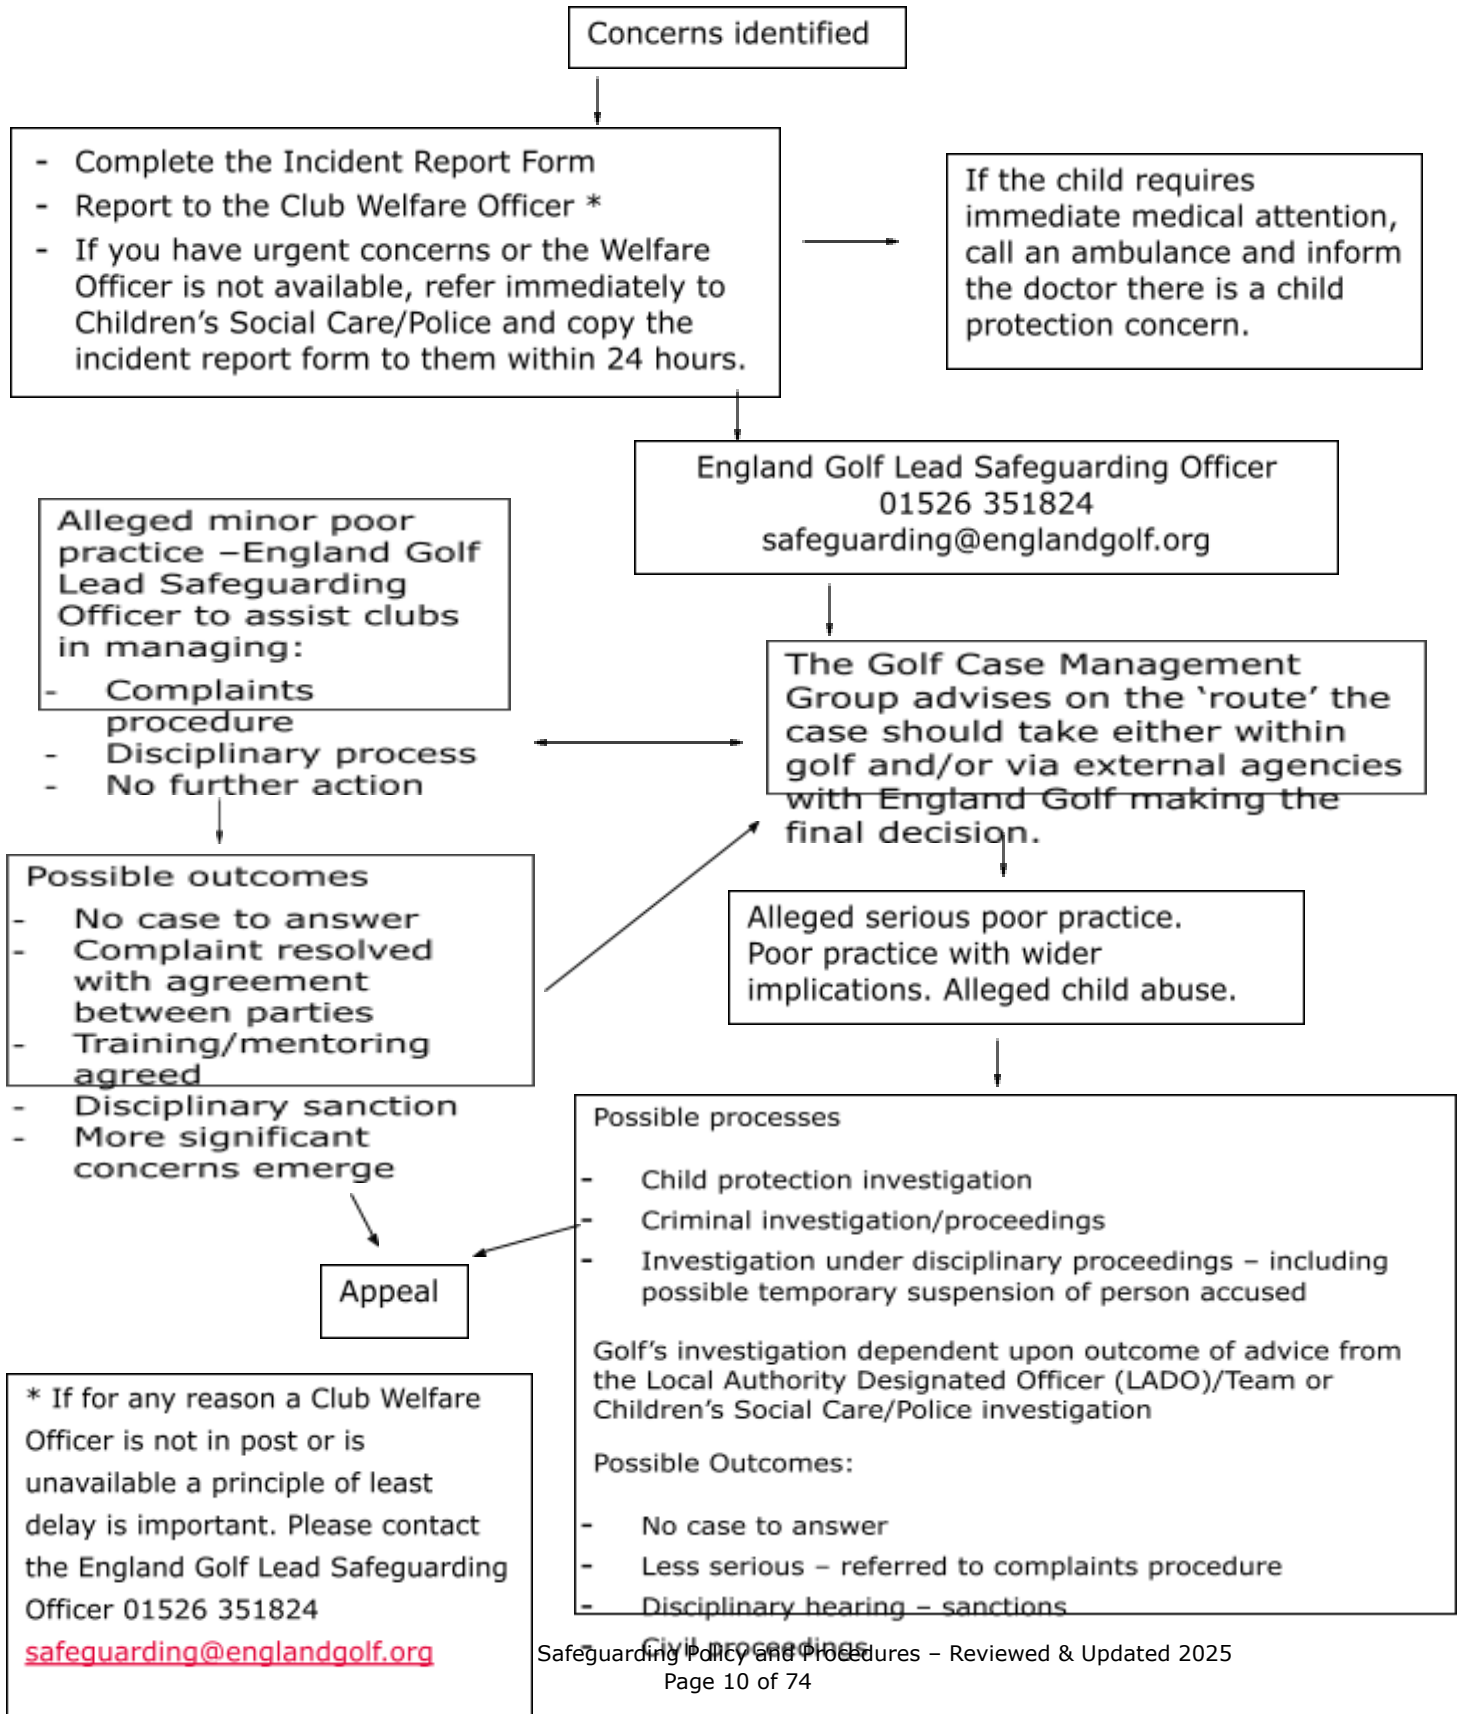 Concerns identified
- Complete the Incident Report Form
- Report to the Club Welfare Officer *
- If you have urgent concerns or the Welfare
Officer is not available, refer immediately to
Children's Social Care/Police and copy the
incident report form to them within 24 hours.
If the child requires
immediate medical attention,
call an ambulance and inform
the doctor there is a child
protection concern.
England Golf Lead Safeguarding Officer
01526 351824
safeguarding@englandgolf.org
Alleged minor poor
practice –England Golf
Lead Safeguarding
Officer to assist clubs
in managing:
- Complaints
procedure
- Disciplinary process
- No further action
The Golf Case Management
Group advises on the ‘route’ the
case should take either within
golf and/or via external agencies
with England Golf making the
final decision.
Possible outcomes
- No case to answer
- Complaint resolved
with agreement
between parties
- Training/mentoring
agreed
- Disciplinary sanction
- More significant
concerns emerge
Alleged serious poor practice.
Poor practice with wider
implications. Alleged child abuse.
Possible processes
- Child protection investigation
- Criminal investigation/proceedings
- Investigation under disciplinary proceedings – including
possible temporary suspension of person accused
Golf's investigation dependent upon outcome of advice from
the Local Authority Designated Officer (LADO)/Team or
Children's Social Care/Police investigation
Possible Outcomes:
- No case to answer
- Less serious – referred to complaints procedure
- Disciplinary hearing – sanctions
- Civil proceedings
Appeal
* If for any reason a Club Welfare
Officer is not in post or is
unavailable a principle of least
delay is important. Please contact
the England Golf Lead Safeguarding
Officer 01526 351824
safeguarding@englandgolf.org
Safeguarding Policy and Procedures – Reviewed & Updated 2025
Page 10 of 74